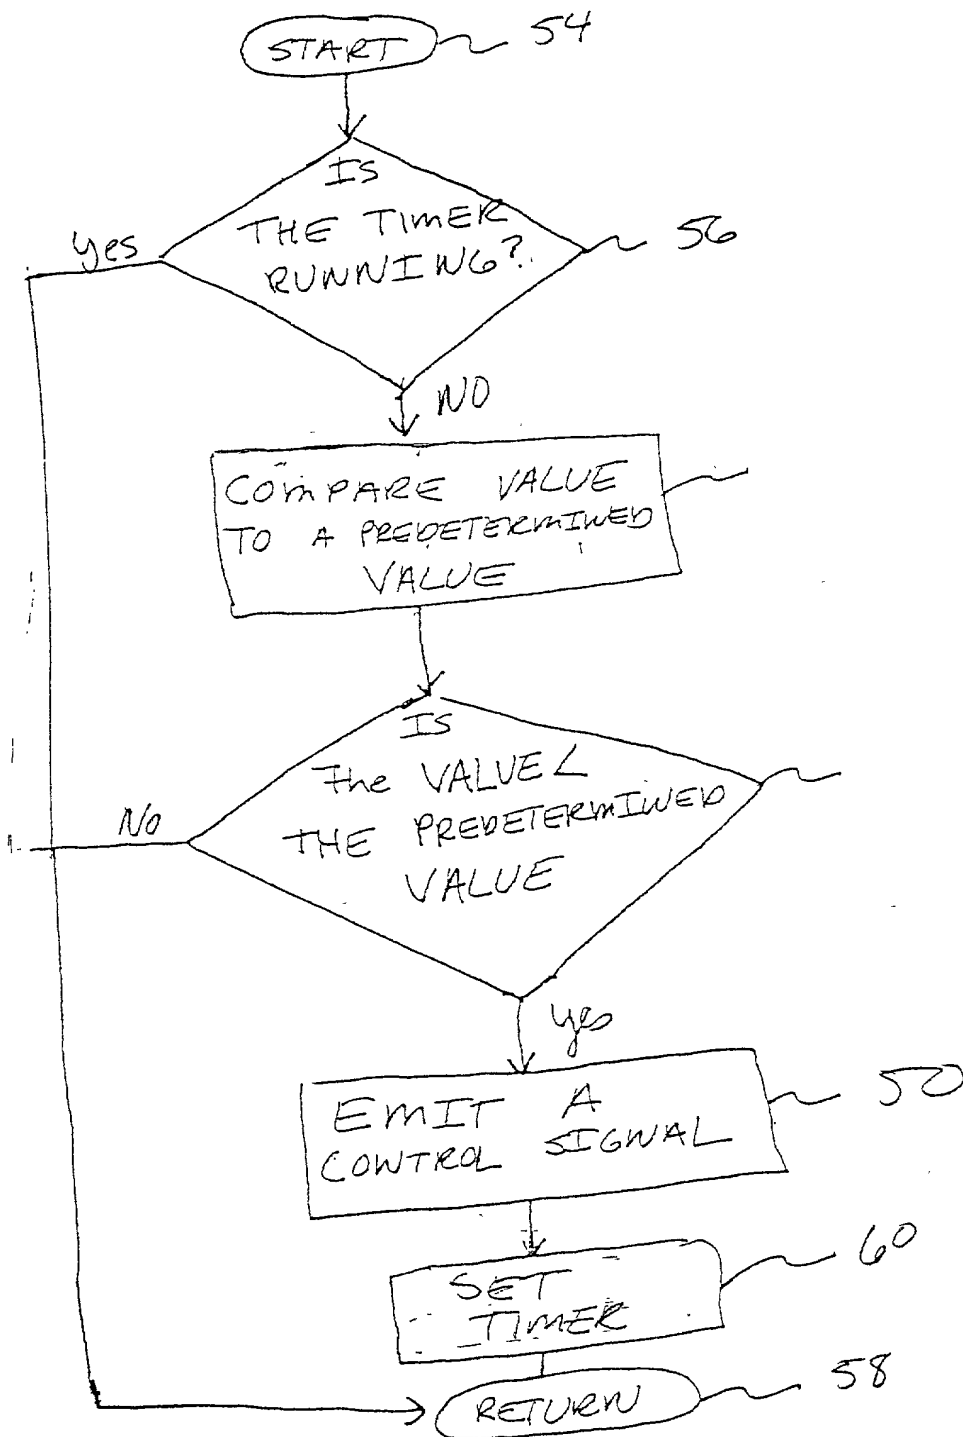 START 54
IS
THE TIMER
RUNNING?
56
yes
NO
COMPARE VALUE
TO A PREDETERMINED
VALUE
IS
The VALUE <
THE PREDETERMINED
VALUE
No
yes
EMIT A
CONTROL SIGNAL
50
SET
TIMER
60
RETURN 58